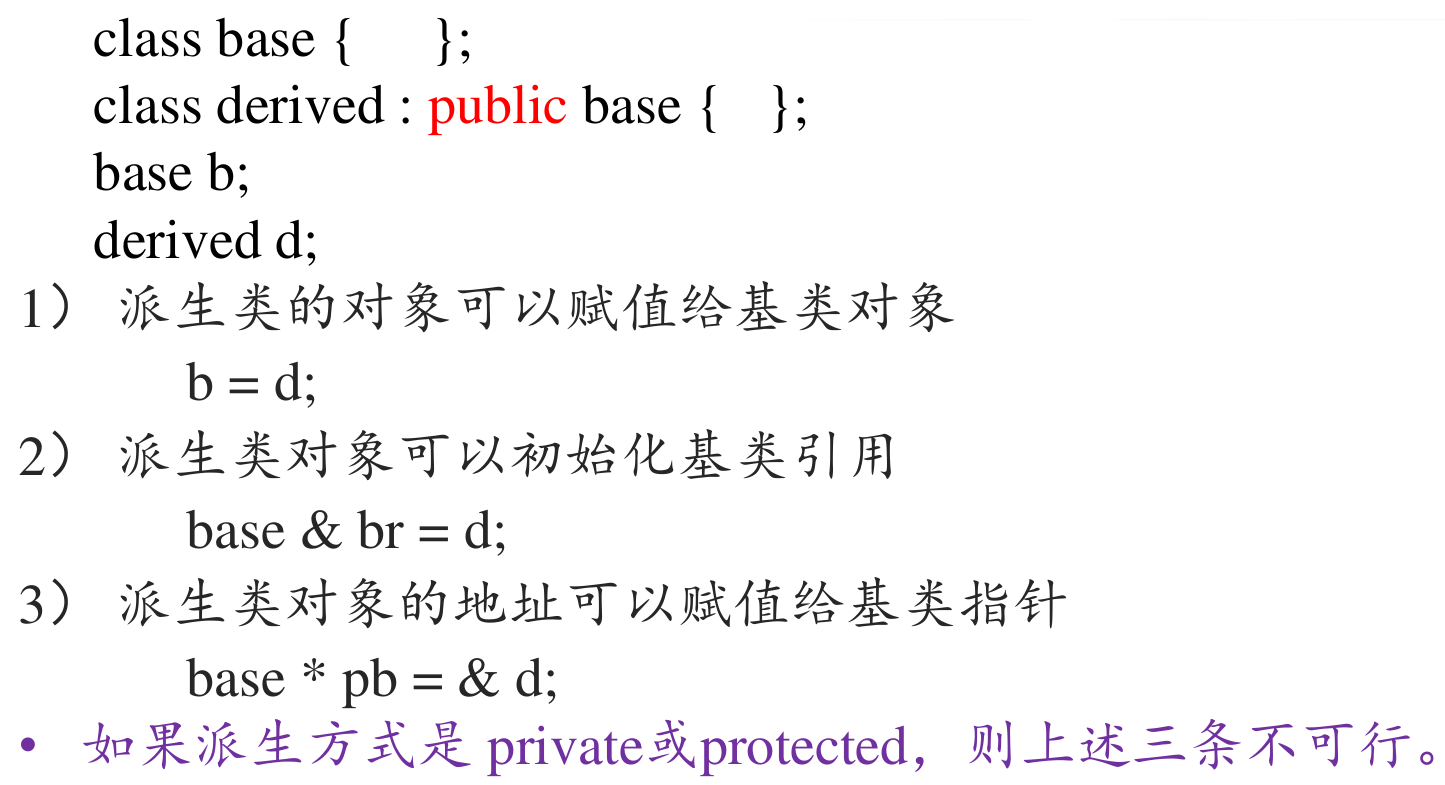 class base {      };
class derived : public base {   };
base b;
derived d;
1） 派生类的对象可以赋值给基类对象
b = d;
2） 派生类对象可以初始化基类引用
base & br = d;
3） 派生类对象的地址可以赋值给基类指针
base * pb = & d;
• 如果派生方式是 private或protected，则上述三条不可行。